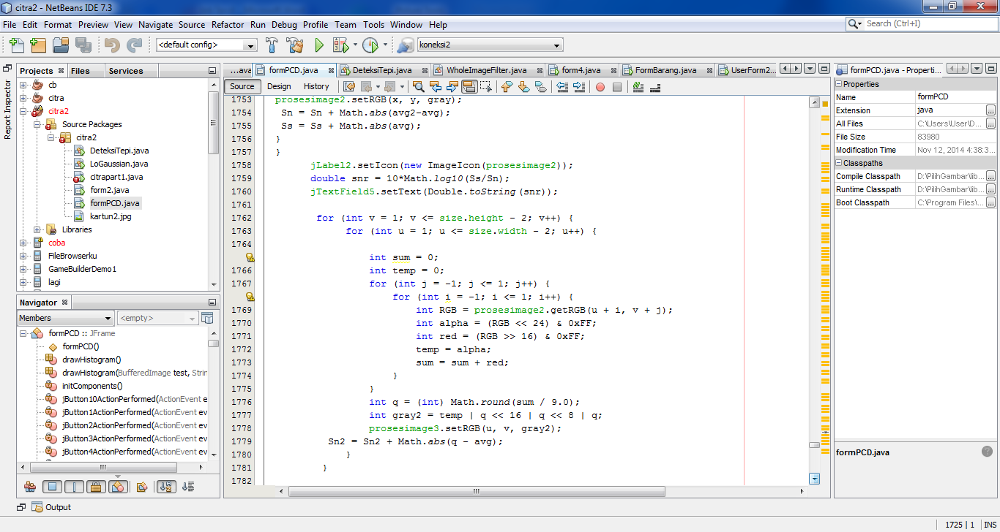 citra2 - NetBeans IDE 7.3
File Edit Format Preview View Navigate Source Refactor Run Debug Profile Team Tools Window Help
Search (Ctrl+I)
<default config>
koneksi2
Report Inspector
Projects Files Services
cb
citra
citra2
Source Packages
citra2
DeteksiTepi.java
LoGaussian.java
citrapart1.java
form2.java
formPCD.java
kartun2.jpg
Libraries
coba
FileBrowserku
GameBuilderDemo1
lagi
Navigator
Members
<empty>
formPCD :: JFrame
formPCD()
drawHistogram()
drawHistogram(BufferedImage test, Strin
initComponents()
jButton10ActionPerformed(ActionEvent e
jButton1ActionPerformed(ActionEvent ev
jButton2ActionPerformed(ActionEvent ev
jButton3ActionPerformed(ActionEvent ev
jButton4ActionPerformed(ActionEvent ev
...ava formPCD.java DeteksiTepi.java WholeImageFilter.java form4.java FormBarang.java UserForm2...
Source Design History
1753 prosesimage2.setRGB(x, y, gray);
1754 Sn = Sn + Math.abs(avg2-avg);
1755 Ss = Ss + Math.abs(avg);
1756 }
1757 }
1758 jLabel2.setIcon(new ImageIcon(prosesimage2));
1759 double snr = 10*Math.log10(Ss/Sn);
1760 jTextField5.setText(Double.toString(snr));
1761
1762 for (int v = 1; v <= size.height - 2; v++) {
1763 for (int u = 1; u <= size.width - 2; u++) {
1764
int sum = 0;
1766 int temp = 0;
1767 for (int j = -1; j <= 1; j++) {
for (int i = -1; i <= 1; i++) {
1769 int RGB = prosesimage2.getRGB(u + i, v + j);
1770 int alpha = (RGB << 24) & 0xFF;
1771 int red = (RGB >> 16) & 0xFF;
1772 temp = alpha;
1773 sum = sum + red;
1774 }
1775 }
1776 int q = (int) Math.round(sum / 9.0);
1777 int gray2 = temp | q << 16 | q << 8 | q;
1778 prosesimage3.setRGB(u, v, gray2);
1779 Sn2 = Sn2 + Math.abs(q - avg);
1780 }
1781 }
1782
formPCD.java - Properti...
Properties
Name formPCD
Extension java
All Files C:\Users\User\D...
File Size 83980
Modification Time Nov 12, 2014 4:38:3...
Classpaths
Compile Classpath D:\PilihGambar\lib...
Runtime Classpath D:\PilihGambar\lib...
Boot Classpath C:\Program Files\...
formPCD.java
Output
1725 | 1 INS